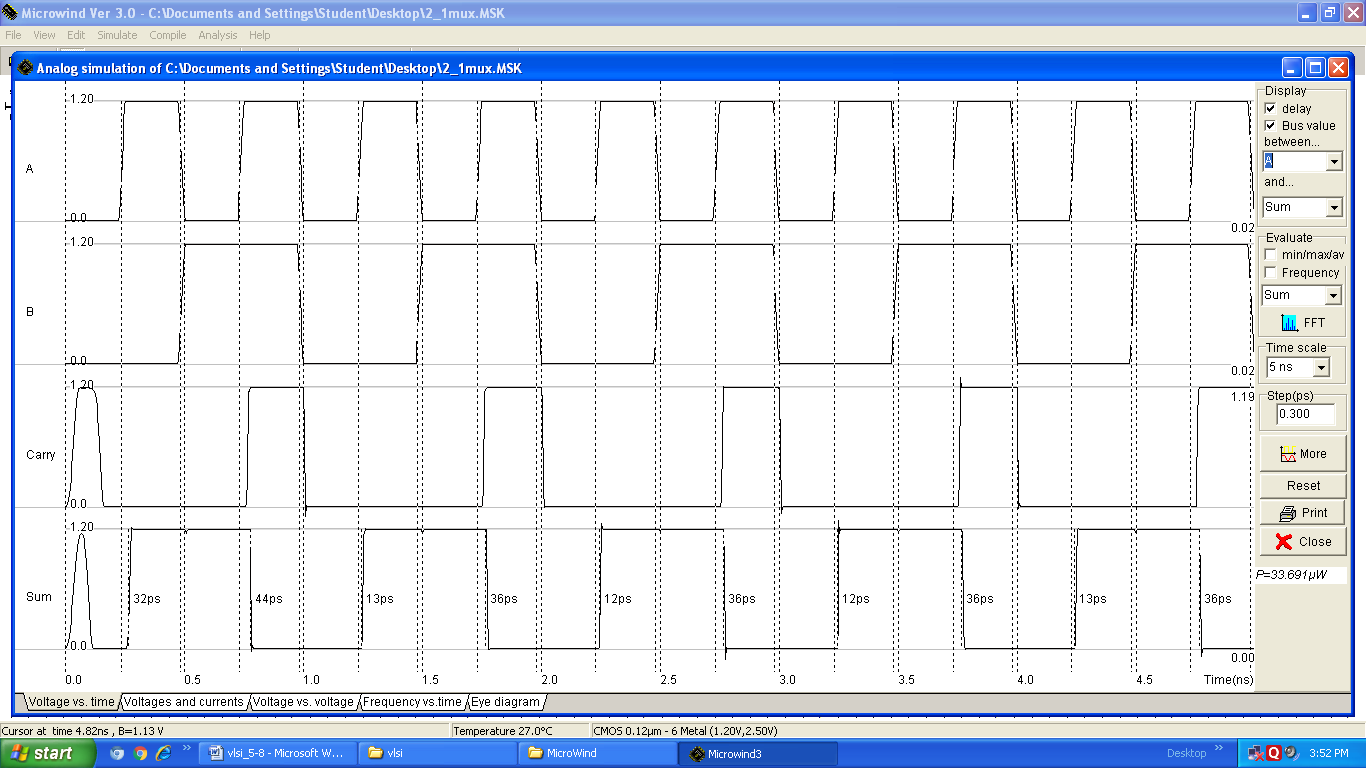 Microwind Ver 3.0 - C:\Documents and Settings\Student\Desktop\2_1mux.MSK
File View Edit Simulate Compile Analysis Help
Analog simulation of C:\Documents and Settings\Student\Desktop\2_1mux.MSK
1.20
A
0.0
0.02
1.20
B
0.0
0.02
1.20
1.19
Carry
0.0
1.20
Sum
32ps 44ps 13ps 36ps 12ps 36ps 12ps 36ps 13ps 36ps
0.0
0.00
0.0 0.5 1.0 1.5 2.0 2.5 3.0 3.5 4.0 4.5 Time(ns)
Display
delay
Bus value
between...
A
and...
Sum
Evaluate
min/max/av
Frequency
Sum
FFT
Time scale
5 ns
Step(ps)
0.300
More
Reset
Print
Close
P=33.691µW
Voltage vs. time Voltages and currents Voltage vs. voltage Frequency vs.time Eye diagram
Cursor at time 4.82ns , B=1.13 V Temperature 27.0°C CMOS 0.12µm - 6 Metal (1.20V,2.50V)
start vlsi_5-8 - Microsoft W... vlsi MicroWind Microwind3 Desktop » 3:52 PM